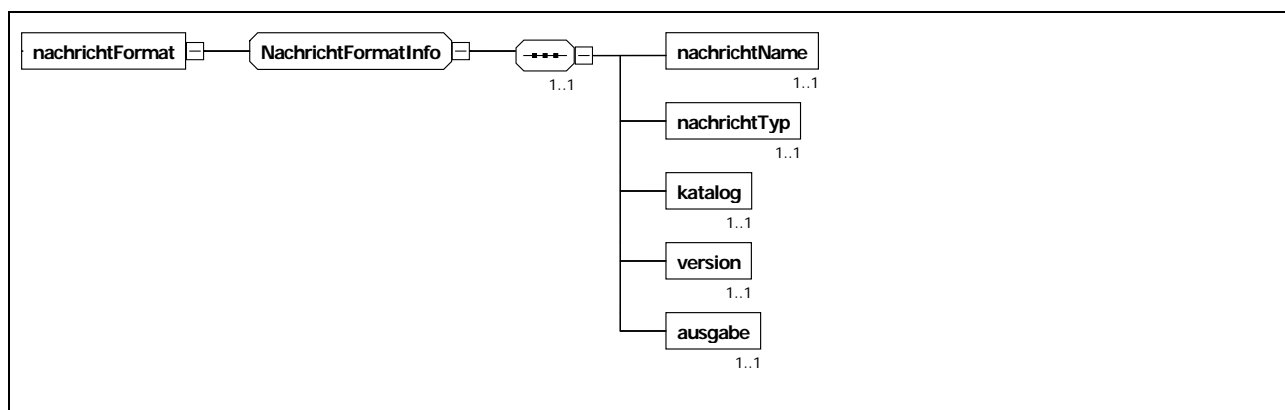 nachrichtFormat NachrichtFormatInfo nachrichtName
1..1 1..1
nachrichtTyp
1..1
katalog
1..1
version
1..1
ausgabe
1..1